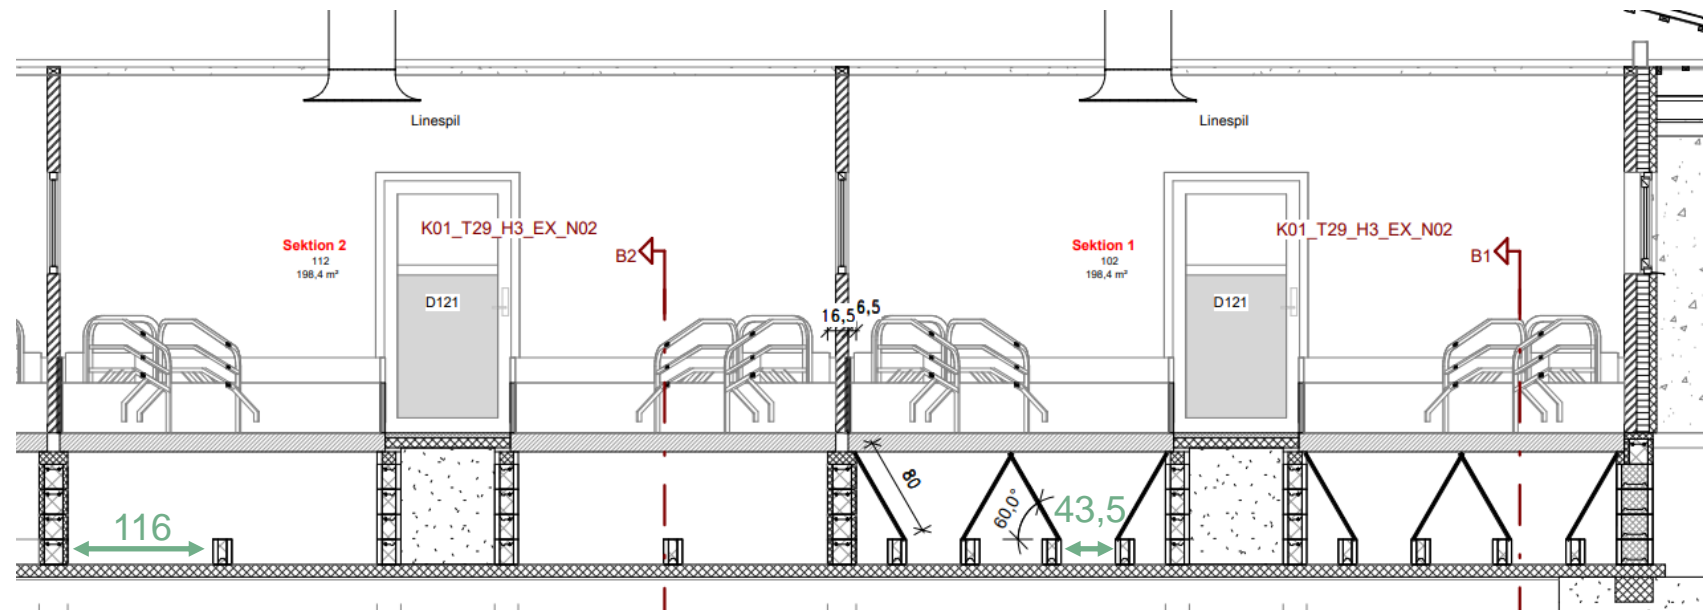 Linespil
Linespil
K01_T29_H3_EX_N02
K01_T29_H3_EX_N02
Sektion 2
112
198,4 m²
B2
Sektion 1
102
198,4 m²
B1
D121
D121
16,5
6,5
80
60,0°
116
43,5